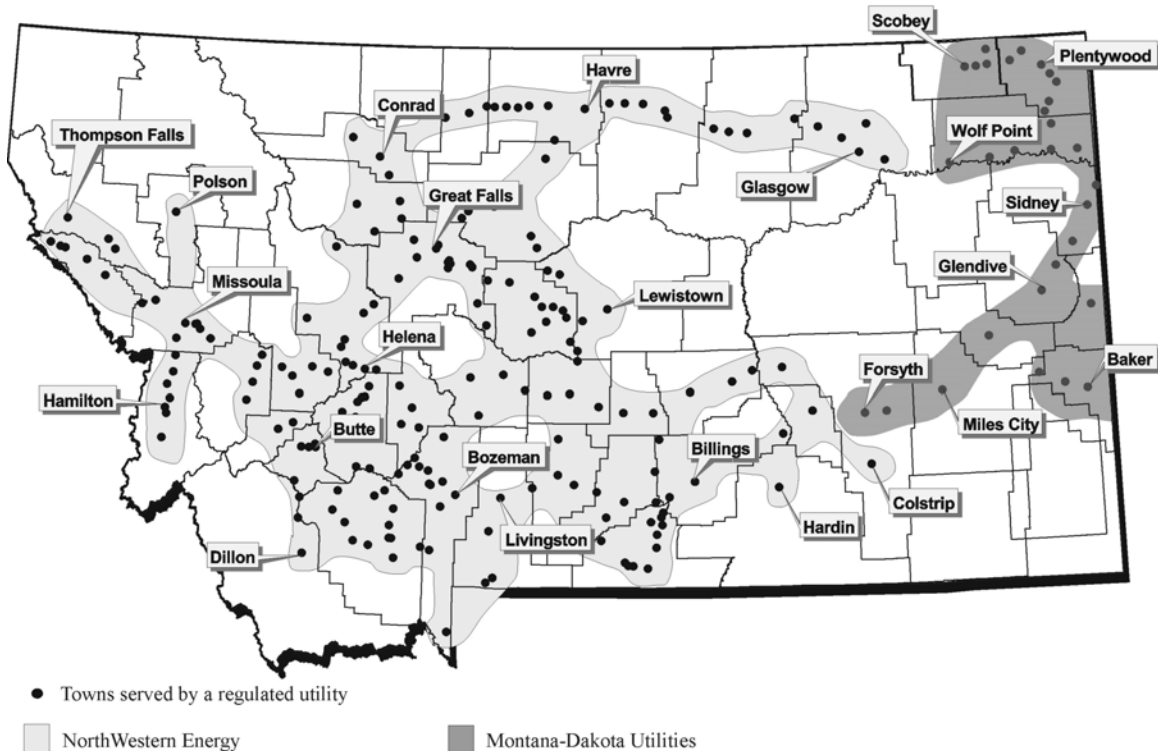 Scobey
Plentywood
Havre
Conrad
Thompson Falls
Wolf Point
Polson
Glasgow
Great Falls
Sidney
Glendive
Missoula
Lewistown
Helena
Forsyth
Baker
Hamilton
Miles City
Butte
Bozeman
Billings
Colstrip
Hardin
Livingston
Dillon
Towns served by a regulated utility
NorthWestern Energy
Montana-Dakota Utilities